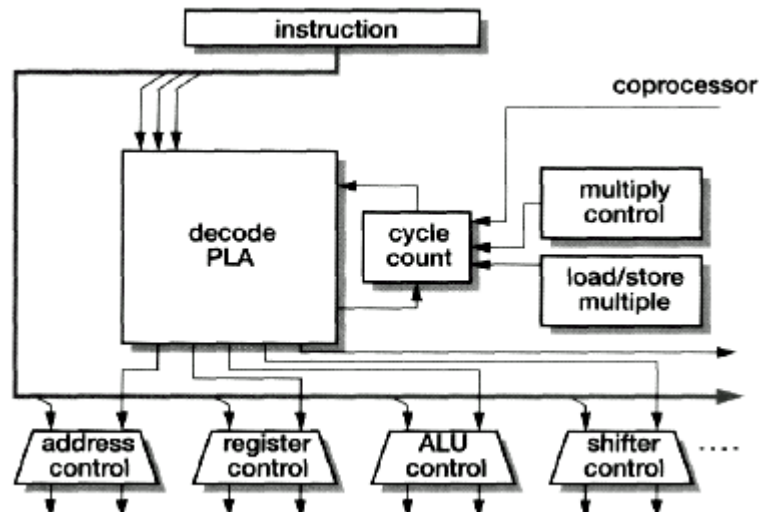 instruction
coprocessor
multiply
control
decode
PLA
cycle
count
load/store
multiple
address
control
register
control
ALU
control
shifter
control
....